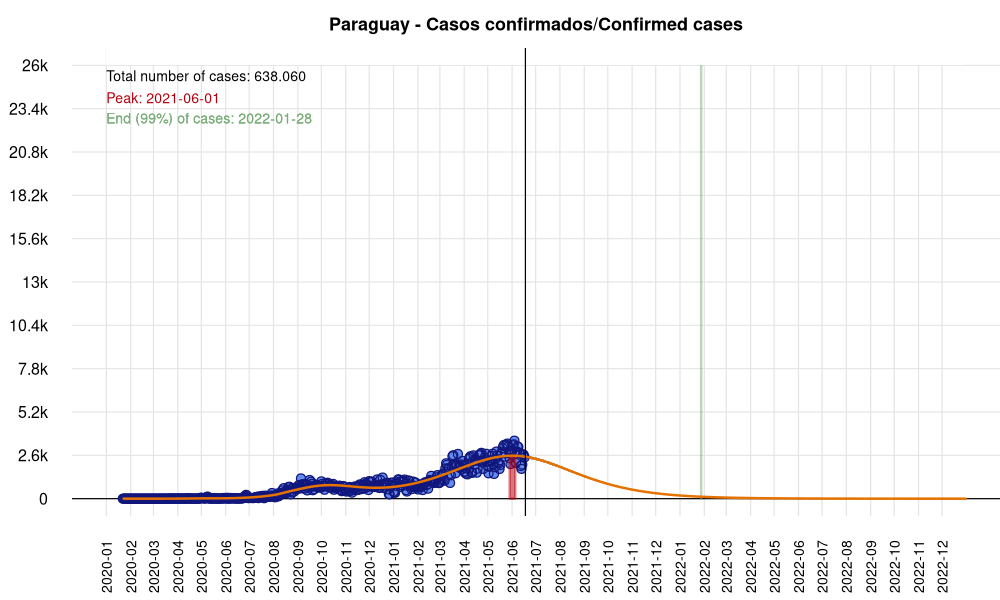 Paraguay - Casos confirmados/Confirmed cases
Total number of cases: 638.060
Peak: 2021-06-01
End (99%) of cases: 2022-01-28
26k
23.4k
20.8k
18.2k
15.6k
13k
10.4k
7.8k
5.2k
2.6k
0
2020-01
2020-02
2020-03
2020-04
2020-05
2020-06
2020-07
2020-08
2020-09
2020-10
2020-11
2020-12
2021-01
2021-02
2021-03
2021-04
2021-05
2021-06
2021-07
2021-08
2021-09
2021-10
2021-11
2021-12
2022-01
2022-02
2022-03
2022-04
2022-05
2022-06
2022-07
2022-08
2022-09
2022-10
2022-11
2022-12